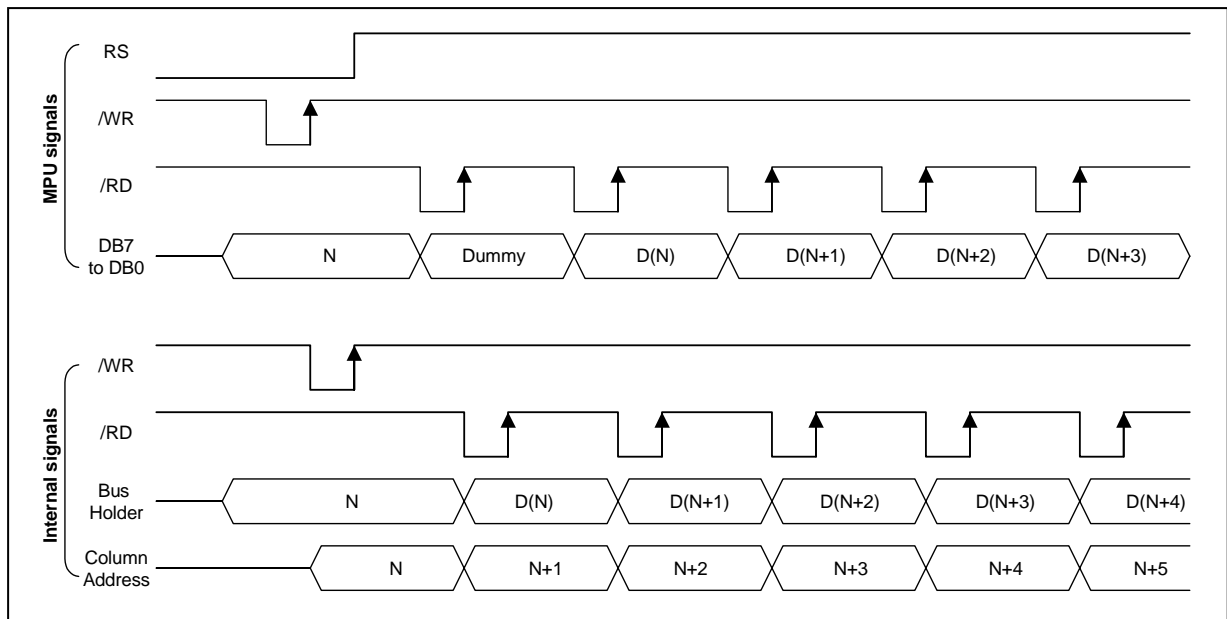 MPU signals
RS
/WR
/RD
DB7
to DB0
N Dummy D(N) D(N+1) D(N+2) D(N+3)
Internal signals
/WR
/RD
Bus
Holder
N D(N) D(N+1) D(N+2) D(N+3) D(N+4)
Column
Address
N N+1 N+2 N+3 N+4 N+5